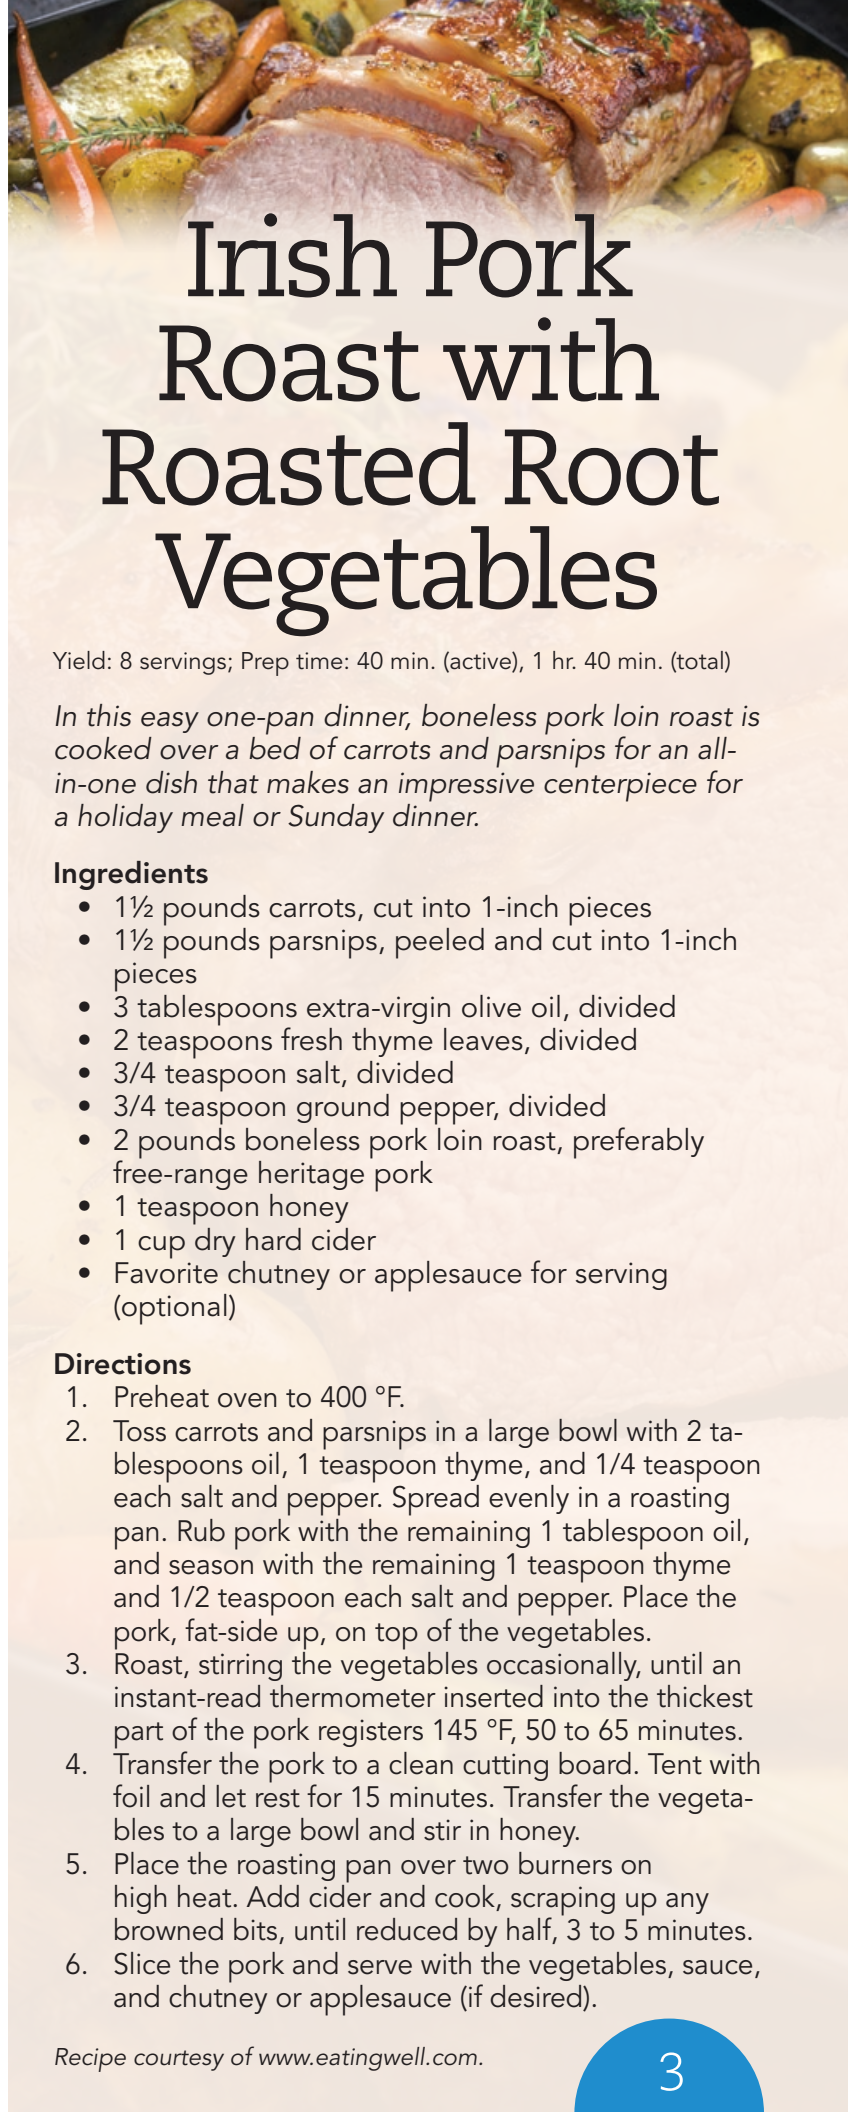 Irish Pork
Roast with
Roasted Root
Vegetables
Yield: 8 servings; Prep time: 40 min. (active), 1 hr. 40 min. (total)
In this easy one-pan dinner, boneless pork loin roast is
cooked over a bed of carrots and parsnips for an all-
in-one dish that makes an impressive centerpiece for
a holiday meal or Sunday dinner.
Ingredients
• 1½ pounds carrots, cut into 1-inch pieces
• 1½ pounds parsnips, peeled and cut into 1-inch
pieces
• 3 tablespoons extra-virgin olive oil, divided
• 2 teaspoons fresh thyme leaves, divided
• 3/4 teaspoon salt, divided
• 3/4 teaspoon ground pepper, divided
• 2 pounds boneless pork loin roast, preferably
free-range heritage pork
• 1 teaspoon honey
• 1 cup dry hard cider
• Favorite chutney or applesauce for serving
(optional)
Directions
1. Preheat oven to 400 °F.
2. Toss carrots and parsnips in a large bowl with 2 ta-
blespoons oil, 1 teaspoon thyme, and 1/4 teaspoon
each salt and pepper. Spread evenly in a roasting
pan. Rub pork with the remaining 1 tablespoon oil,
and season with the remaining 1 teaspoon thyme
and 1/2 teaspoon each salt and pepper. Place the
pork, fat-side up, on top of the vegetables.
3. Roast, stirring the vegetables occasionally, until an
instant-read thermometer inserted into the thickest
part of the pork registers 145 °F, 50 to 65 minutes.
4. Transfer the pork to a clean cutting board. Tent with
foil and let rest for 15 minutes. Transfer the vegeta-
bles to a large bowl and stir in honey.
5. Place the roasting pan over two burners on
high heat. Add cider and cook, scraping up any
browned bits, until reduced by half, 3 to 5 minutes.
6. Slice the pork and serve with the vegetables, sauce,
and chutney or applesauce (if desired).
Recipe courtesy of www.eatingwell.com.
3